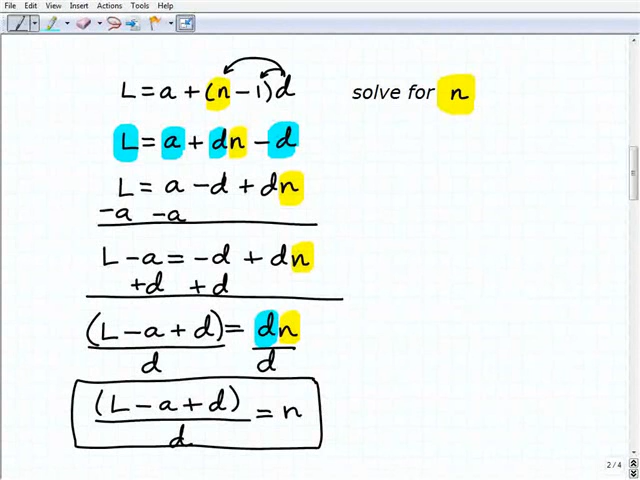 File Edit View Insert Actions Tools Help
L = a + (n − 1)d solve for n
L = a + dn − d
L = a − d + dn
−a −a
L − a = −d + dn
+d +d
(L − a + d) = dn
d d
(L − a + d) = n
d
2 / 4